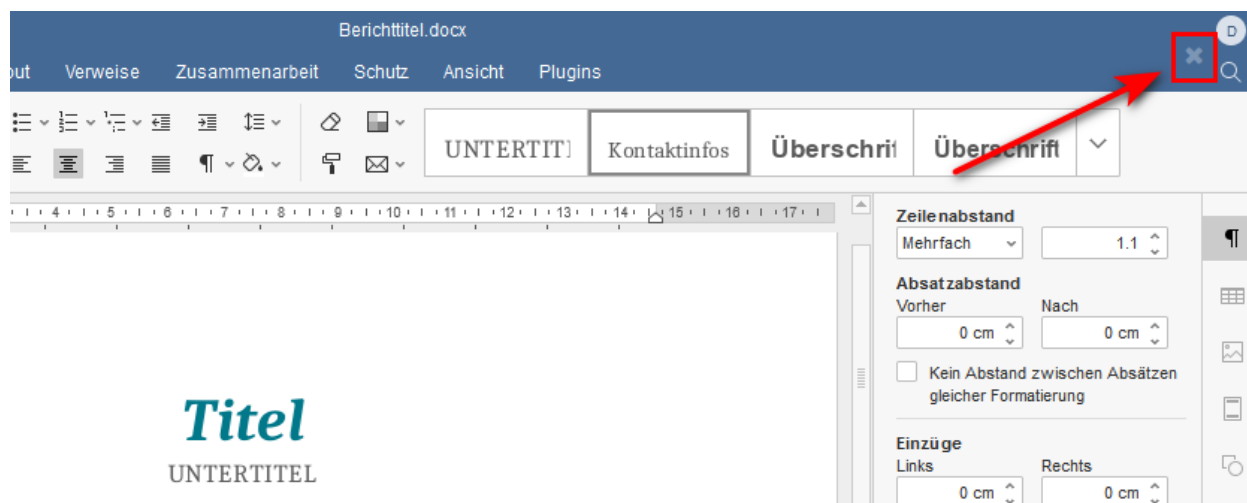 Berichttitel.docx
D
out Verweise Zusammenarbeit Schutz Ansicht Plugins
UNTERTIT Kontaktinfos Überschrif Überschrift
4 5 6 7 8 9 10 11 12 13 14 15 16 17
Zeilenabstand
Mehrfach 1.1
Absatzabstand
Vorher Nach
0 cm 0 cm
Kein Abstand zwischen Absätzen
gleicher Formatierung
Titel
UNTERTITEL
Einzüge
Links Rechts
0 cm 0 cm